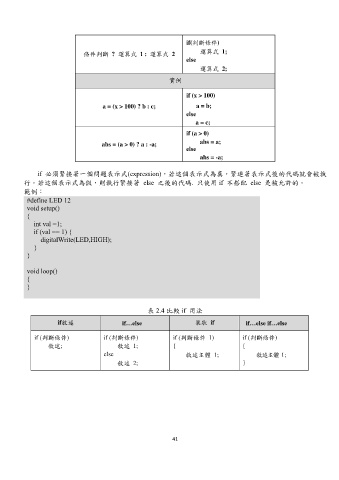 條件判斷 ? 運算式 1 : 運算式 2
if(判斷條件)
運算式 1;
else
運算式 2;
實例
a = (x > 100) ? b : c;
if (x > 100)
a = b;
else
a = c;
abs = (a > 0) ? a : -a;
if (a > 0)
abs = a;
else
abs = -a;
if 必須緊接著一個問題表示式(expression)，若這個表示式為真，緊連著表示式後的代碼就會被執
行。若這個表示式為假，則執行緊接著 else 之後的代碼. 只使用 if 不搭配 else 是被允許的。
範例：
#define LED 12
void setup()
{
int val =1;
if (val == 1) {
digitalWrite(LED,HIGH);
}
}
void loop()
{
}
表 2.4 比較 if 用法
if敘述 if…else 巢狀 if if…else if…else
if (判斷條件) if (判斷條件) if (判斷條件 1) if (判斷條件)
敘述; 敘述 1; { {
else 敘述主體 1; 敘述主體 1;
敘述 2; }
41